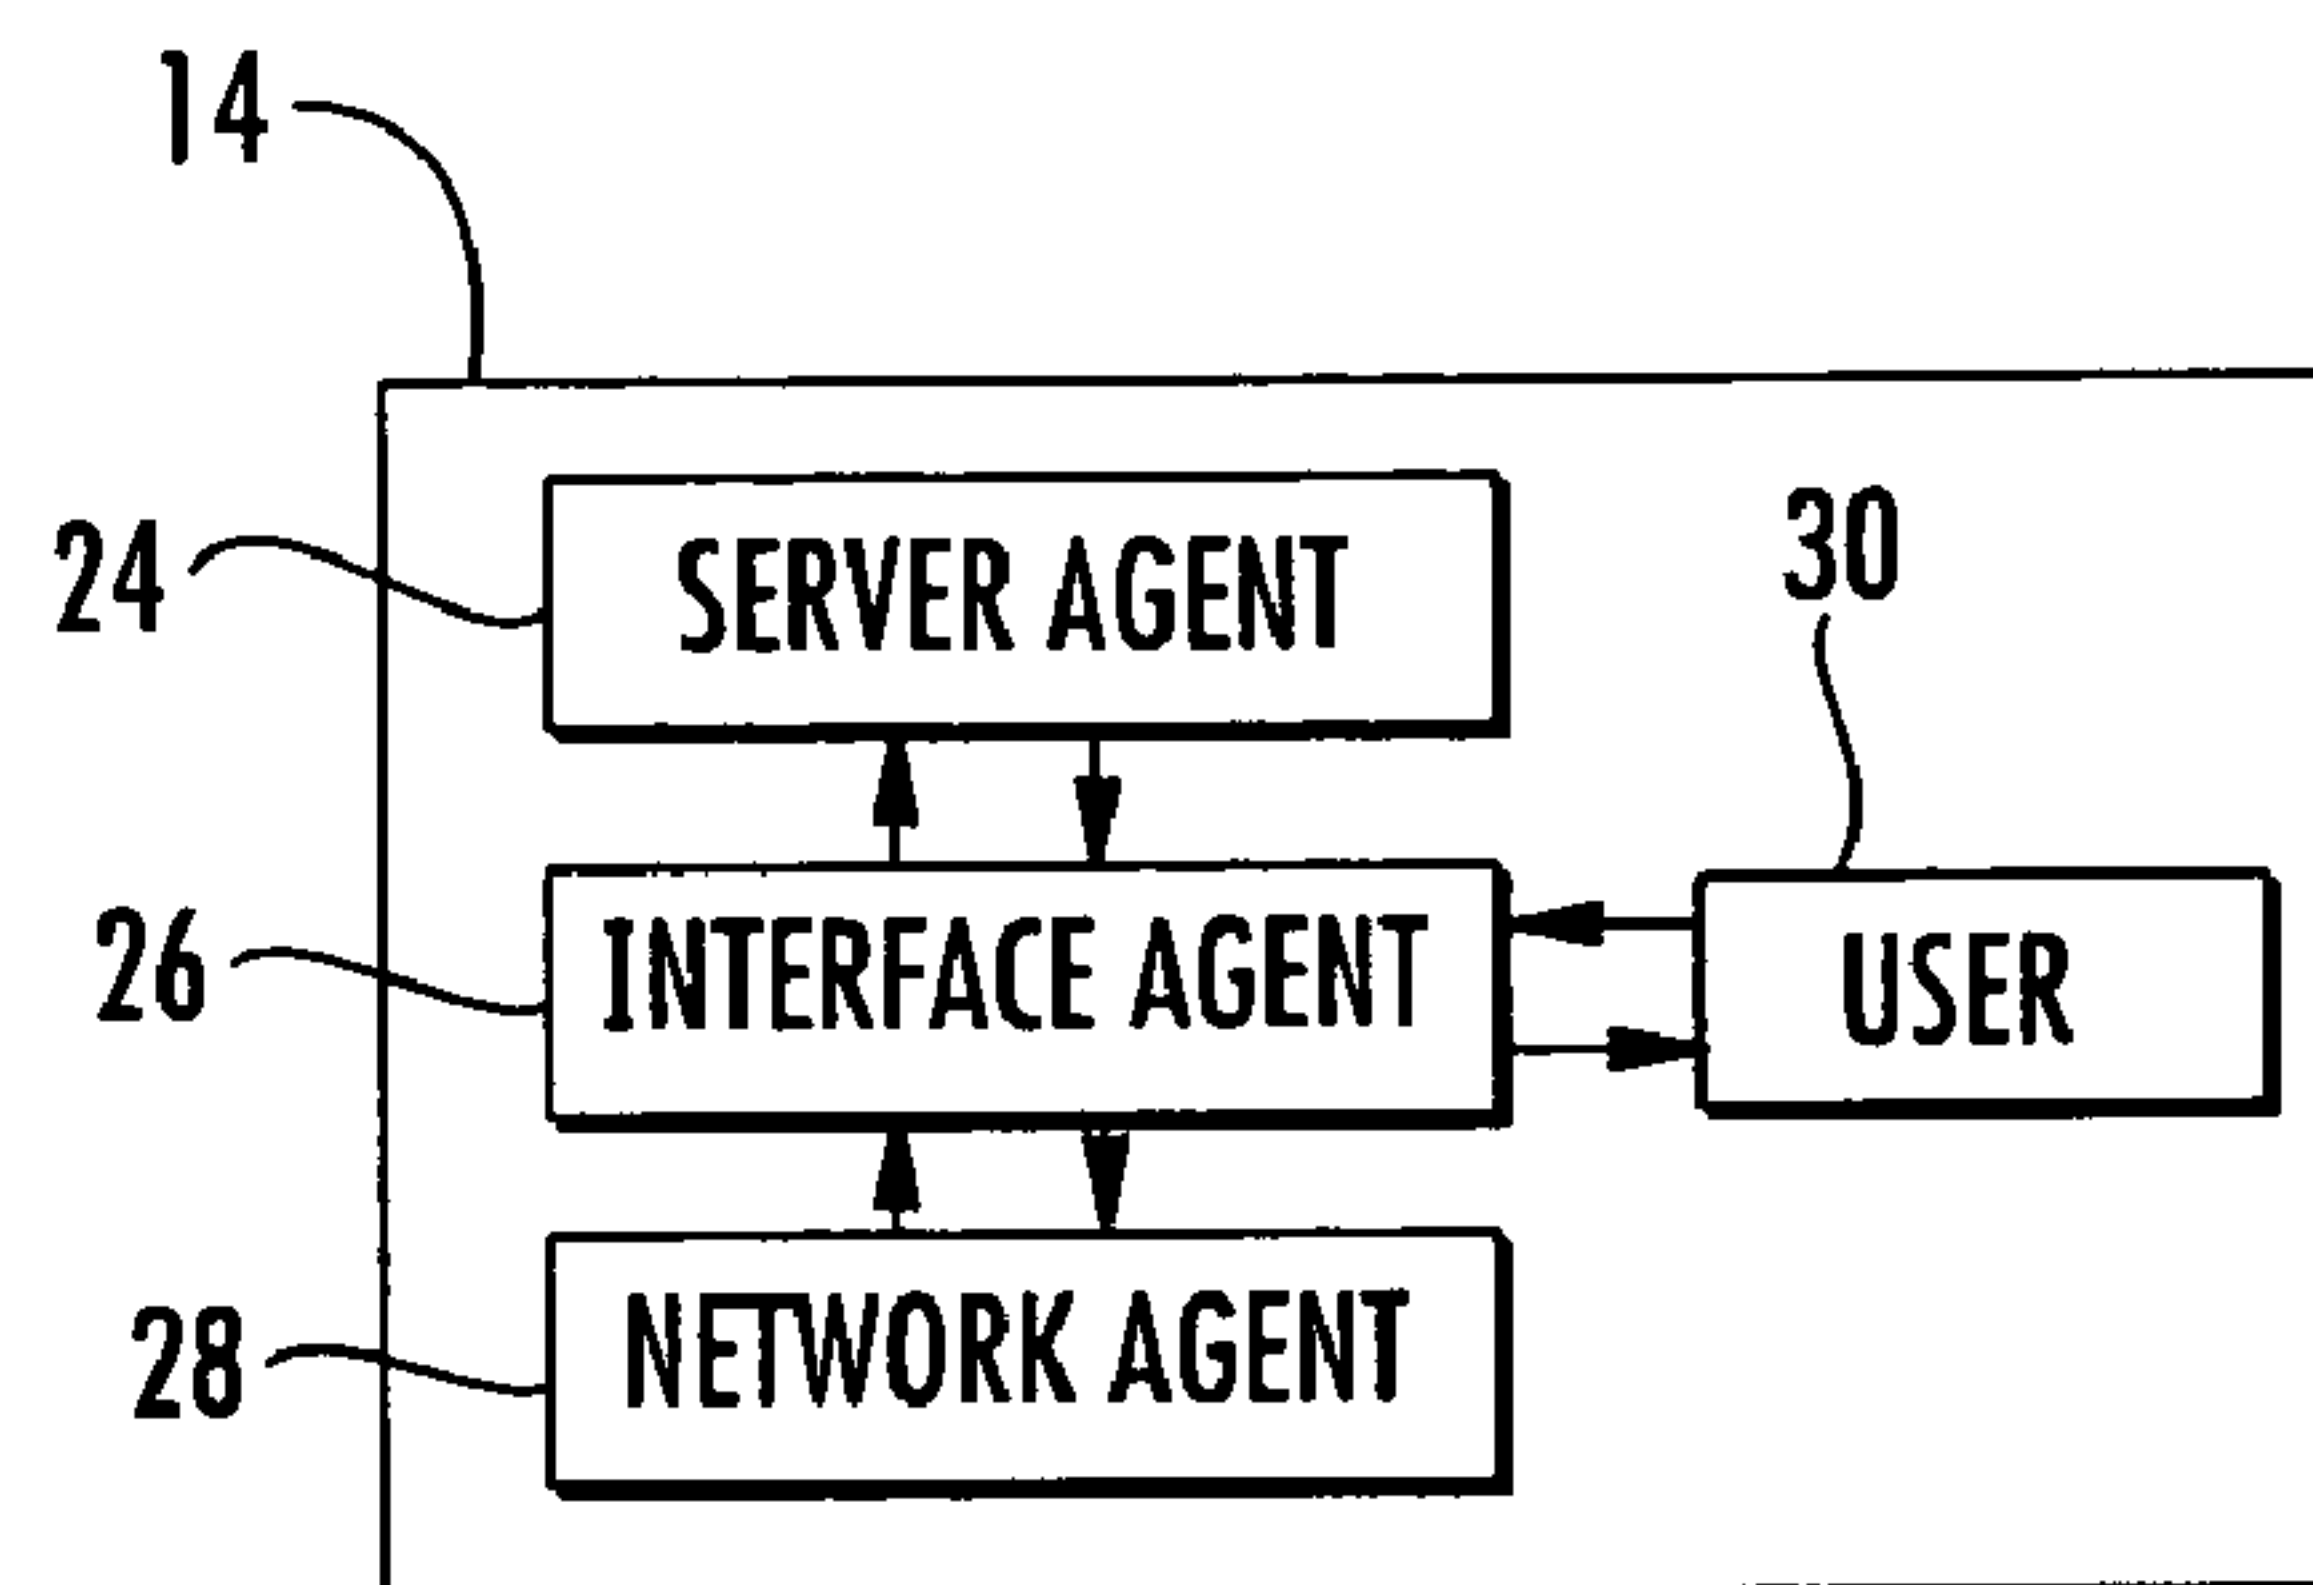 14
24
SERVER AGENT
30
26
INTERFACE AGENT
USER
28
NETWORK AGENT